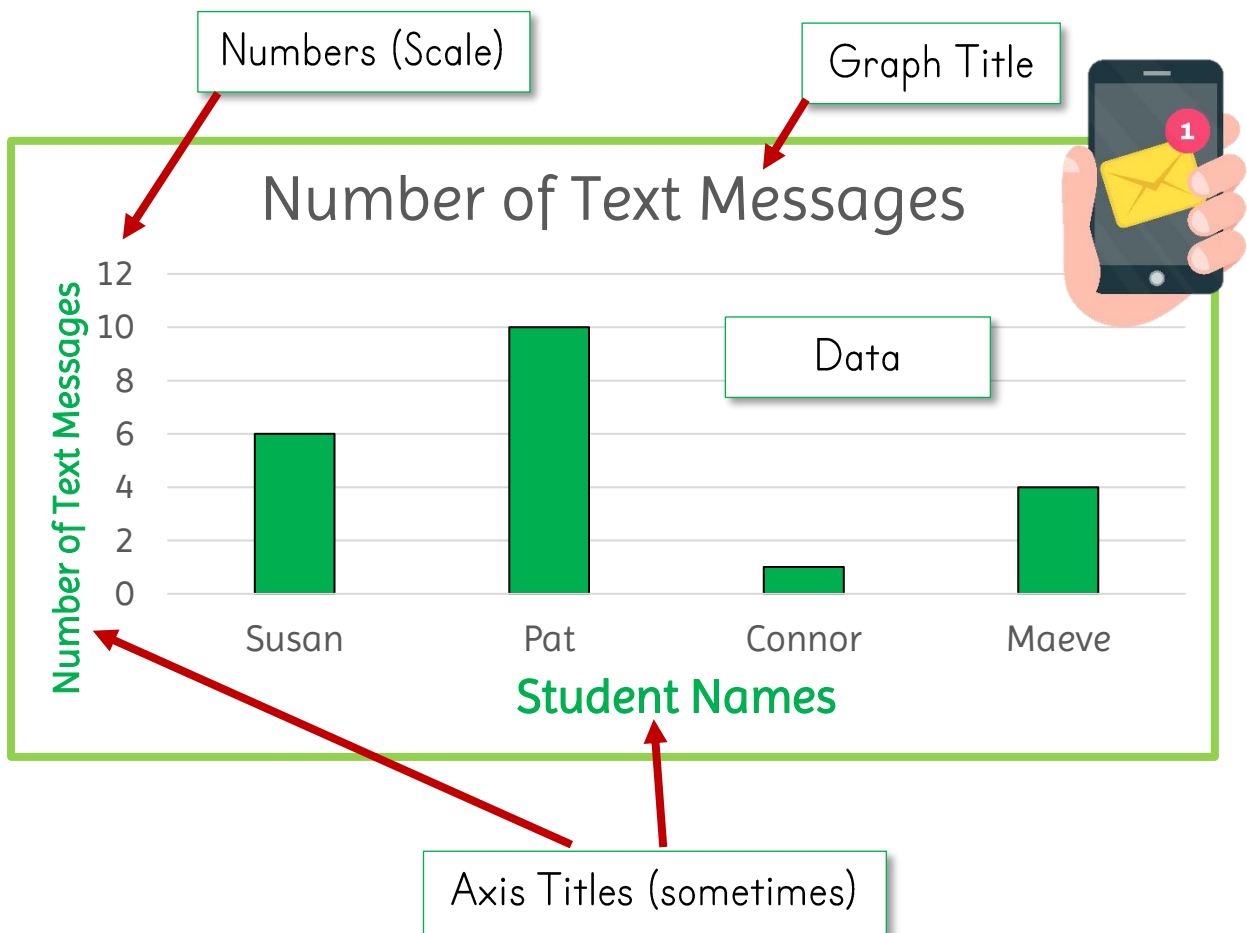 Numbers (Scale)
Graph Title
1
Number of Text Messages
Number of Text Messages
12
10
8
6
4
2
0
Data
Susan Pat Connor Maeve
Student Names
Axis Titles (sometimes)